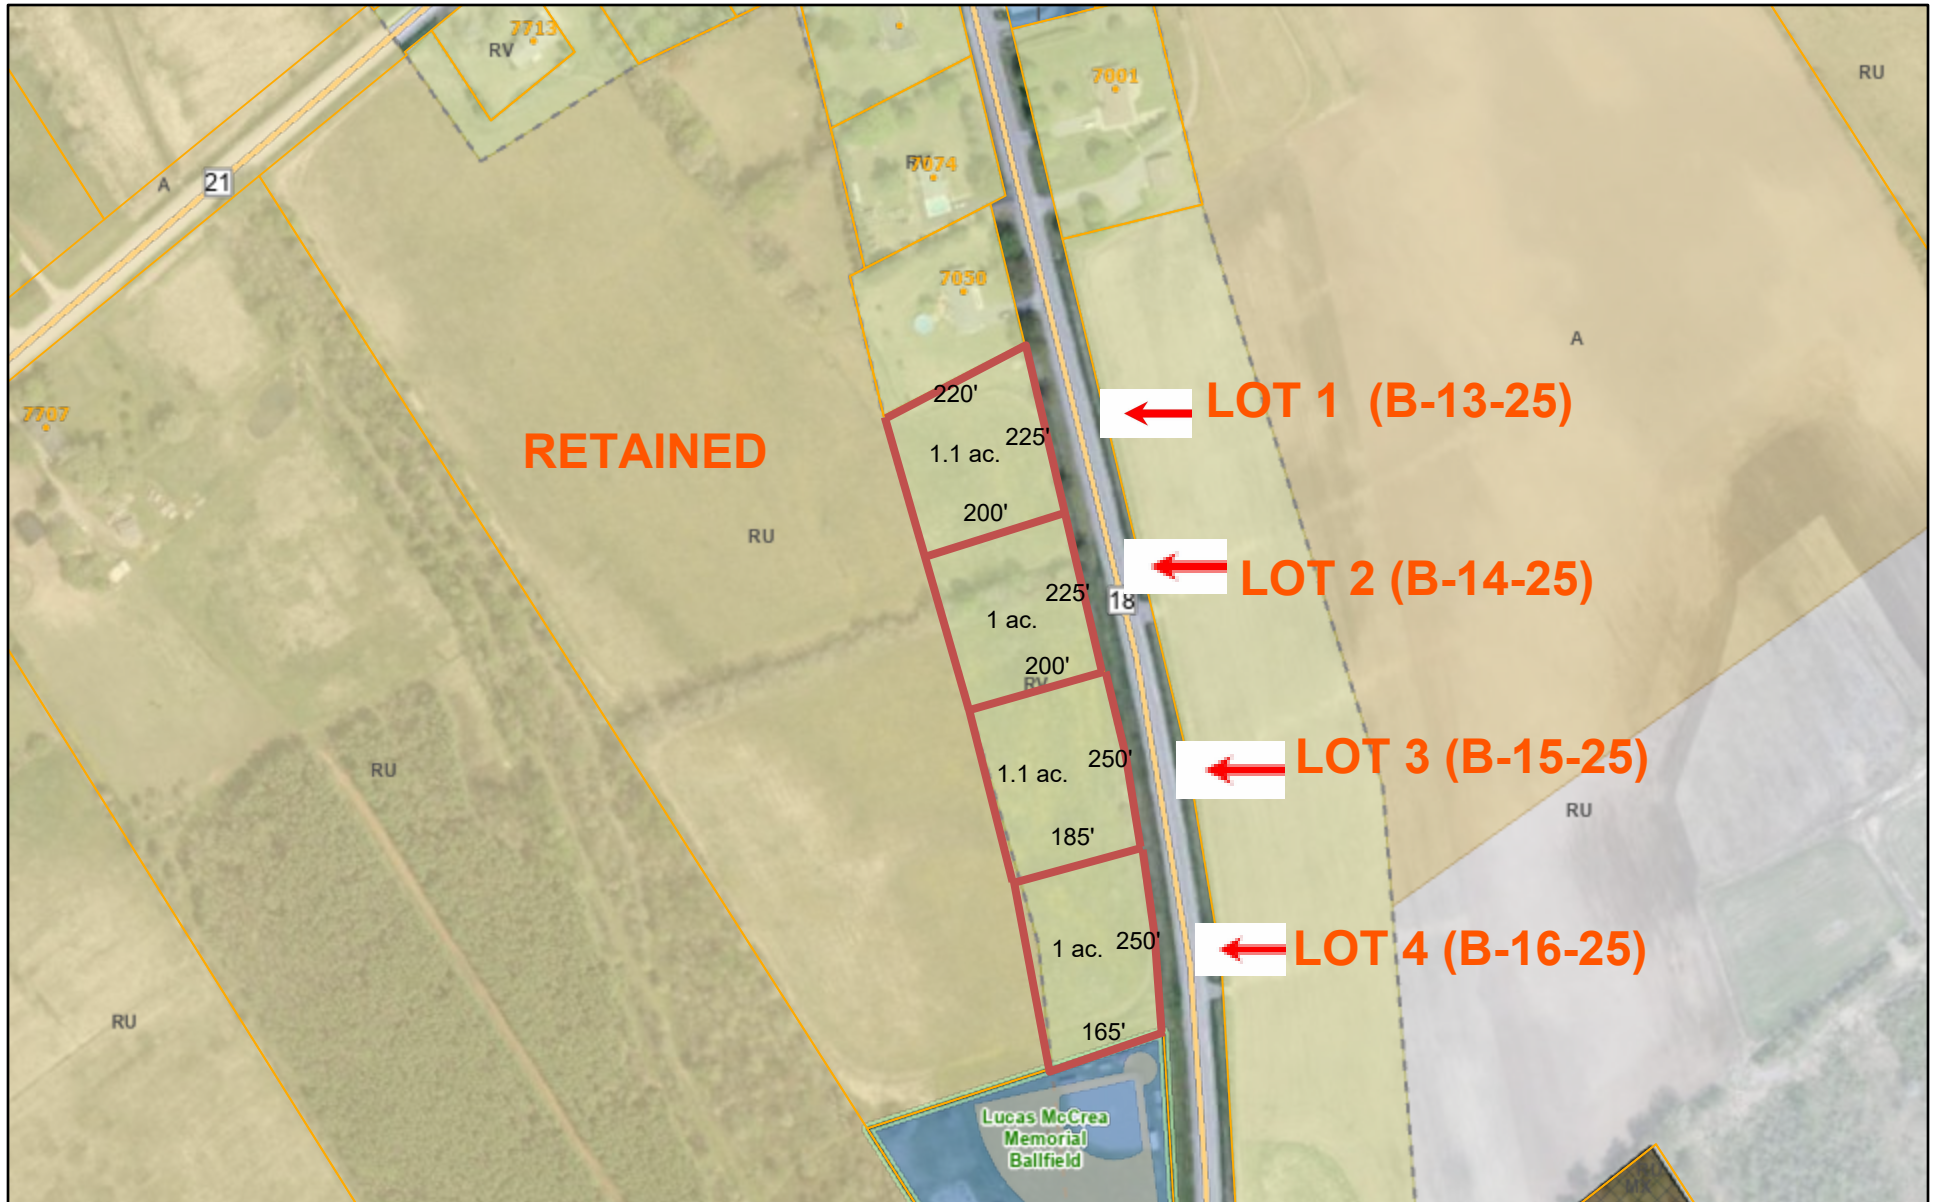 7713
RV
7001
RU
RV
7074
A
21
7030
A
220'
LOT 1 (B-13-25)
7707
225'
RETAINED
1.1 ac.
200'
RU
LOT 2 (B-14-25)
225'
18
1 ac.
200'
RV
LOT 3 (B-15-25)
250'
RU
1.1 ac.
RU
185'
250'
1 ac.
LOT 4 (B-16-25)
RU
165'
Lucas McCrea
Memorial
Ballfield